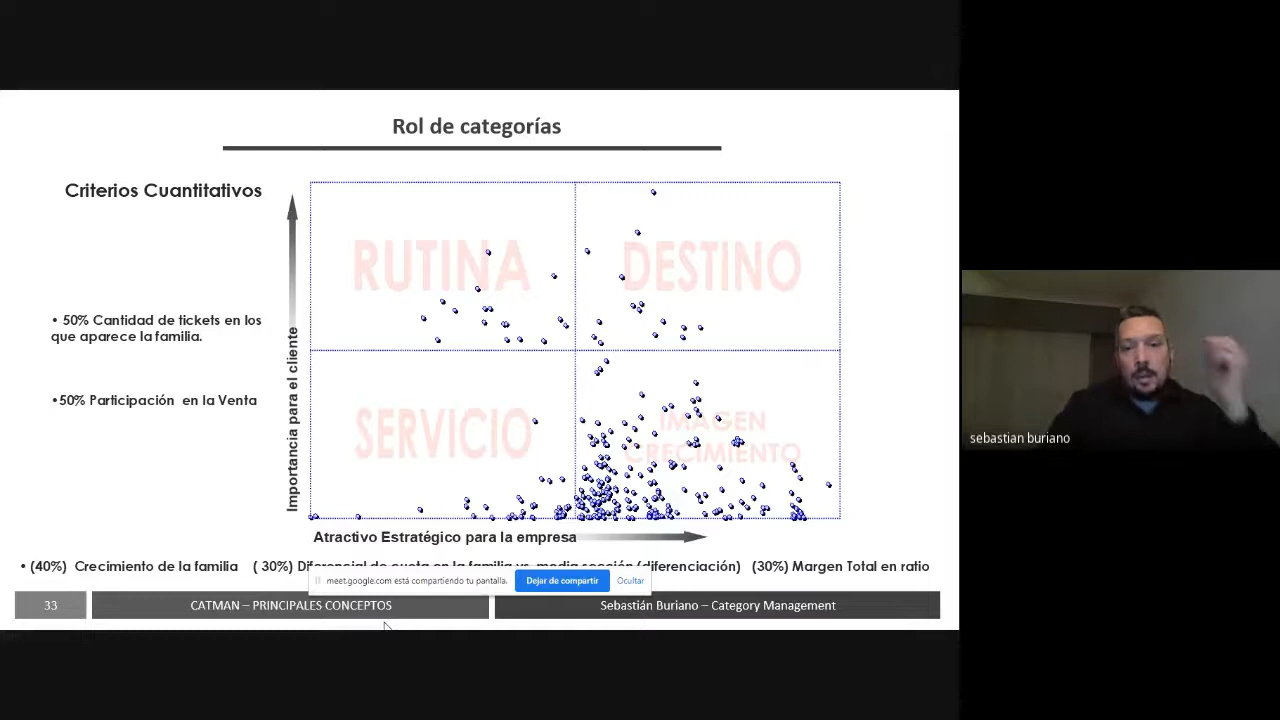 Rol de categorías
Criterios Cuantitativos
RUTINA
DESTINO
• 50% Cantidad de tickets en los
que aparece la familia.
•50% Participación en la Venta
Importancia para el cliente
SERVICIO
IMAGEN
CRECIMIENTO
sebastian buriano
Atractivo Estratégico para la empresa
• (40%) Crecimiento de la familia ( 30%) Diferencial de cuota en la familia vs. media sección (diferenciación) (30%) Margen Total en ratio
meet.google.com está compartiendo tu pantalla.
Dejar de compartir
Ocultar
33
CATMAN – PRINCIPALES CONCEPTOS
Sebastián Buriano – Category Management